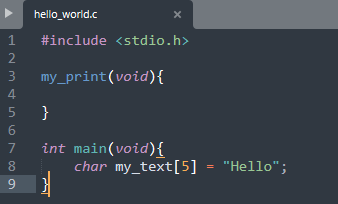 hello_world.c
1 #include <stdio.h>
2
3 my_print(void){
4
5 }
6
7 int main(void){
8     char my_text[5] = "Hello";
9 }